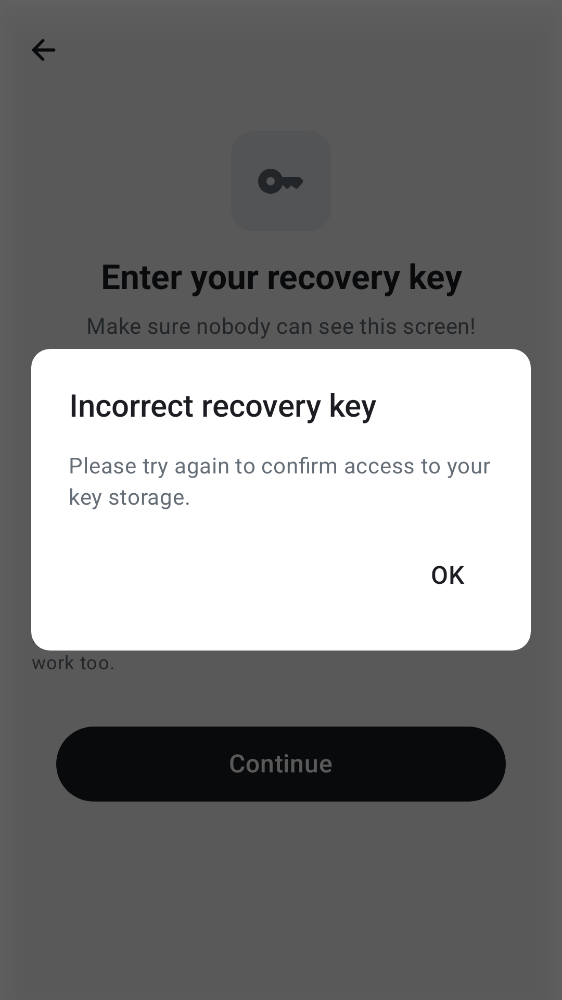 Enter your recovery key
Make sure nobody can see this screen!
Incorrect recovery key
Please try again to confirm access to your
key storage.
OK
work too.
Continue